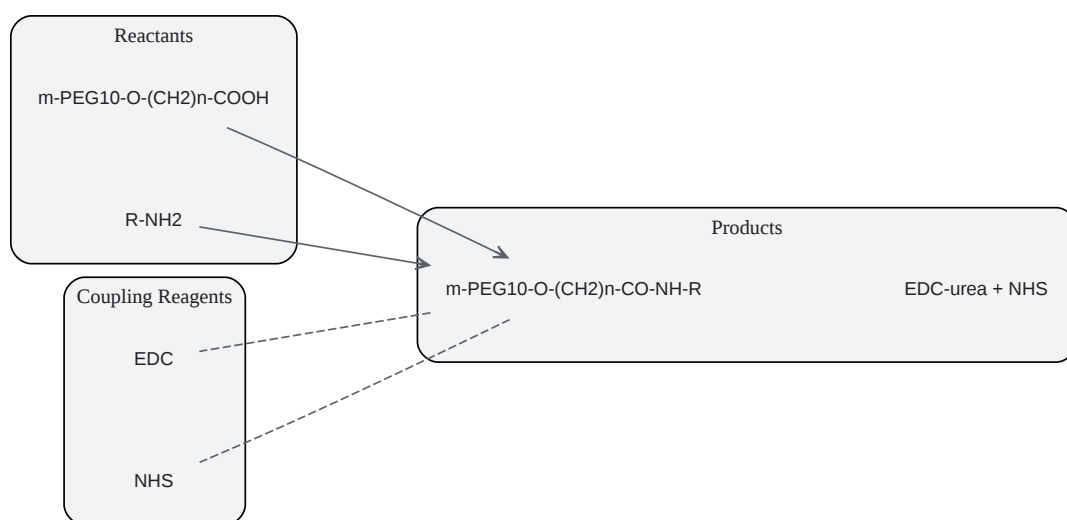 Reactants
m-PEG10-O-(CH2)n-COOH
R-NH2
Coupling Reagents
EDC
NHS
Products
m-PEG10-O-(CH2)n-CO-NH-R
EDC-urea + NHS